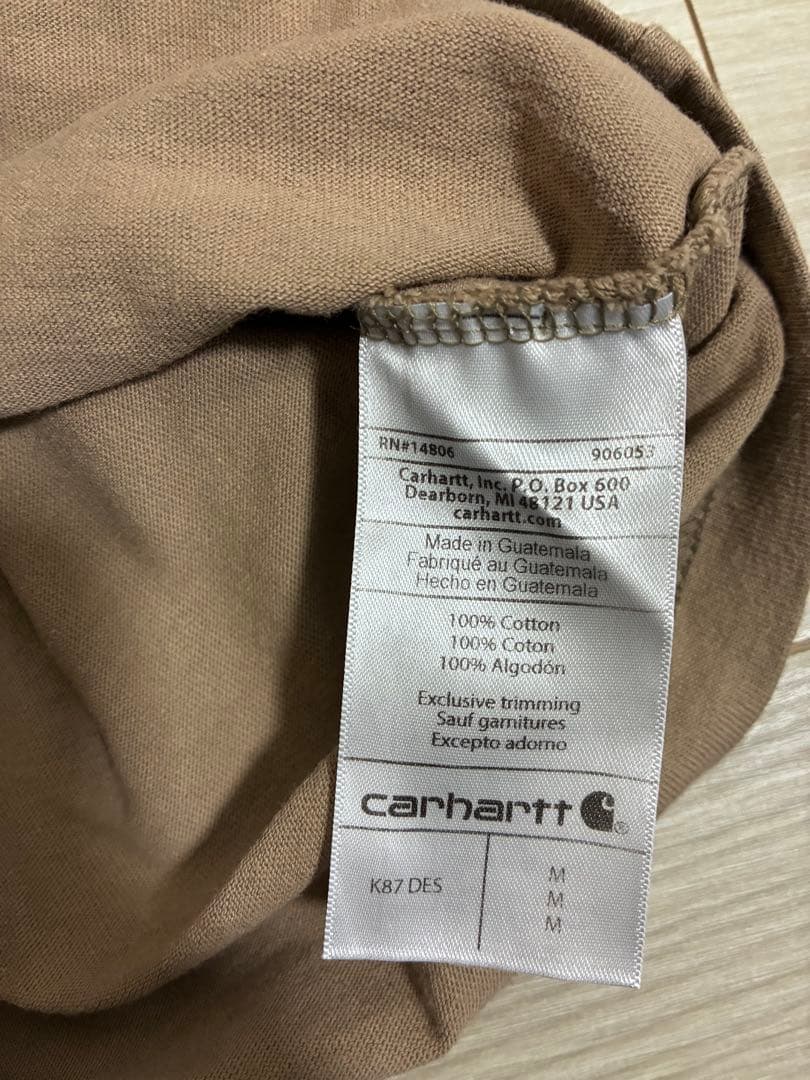 RN#14806 906053
Carhartt, Inc. P.O. Box 600
Dearborn, MI 48121 USA
carhartt.com
Made in Guatemala
Fabriqué au Guatemala
Hecho en Guatemala
100% Cotton
100% Coton
100% Algodón
Exclusive trimming
Sauf garnitures
Excepto adorno
carhartt ®
K87 DES
M
M
M